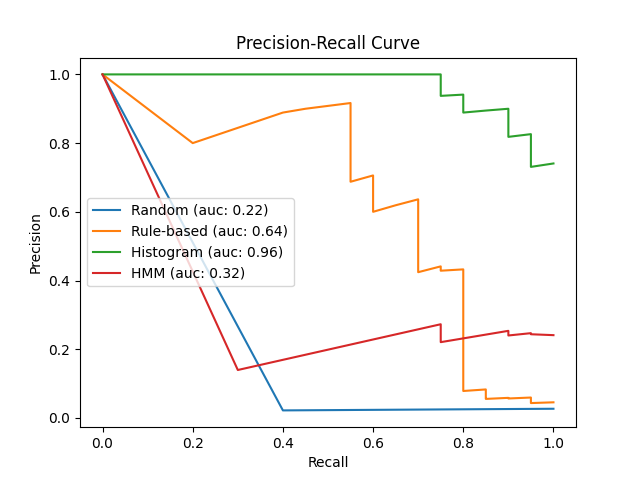 Precision-Recall Curve
Precision
1.0
0.8
0.6
0.4
0.2
0.0
Random (auc: 0.22)
Rule-based (auc: 0.64)
Histogram (auc: 0.96)
HMM (auc: 0.32)
0.0 0.2 0.4 0.6 0.8 1.0
Recall